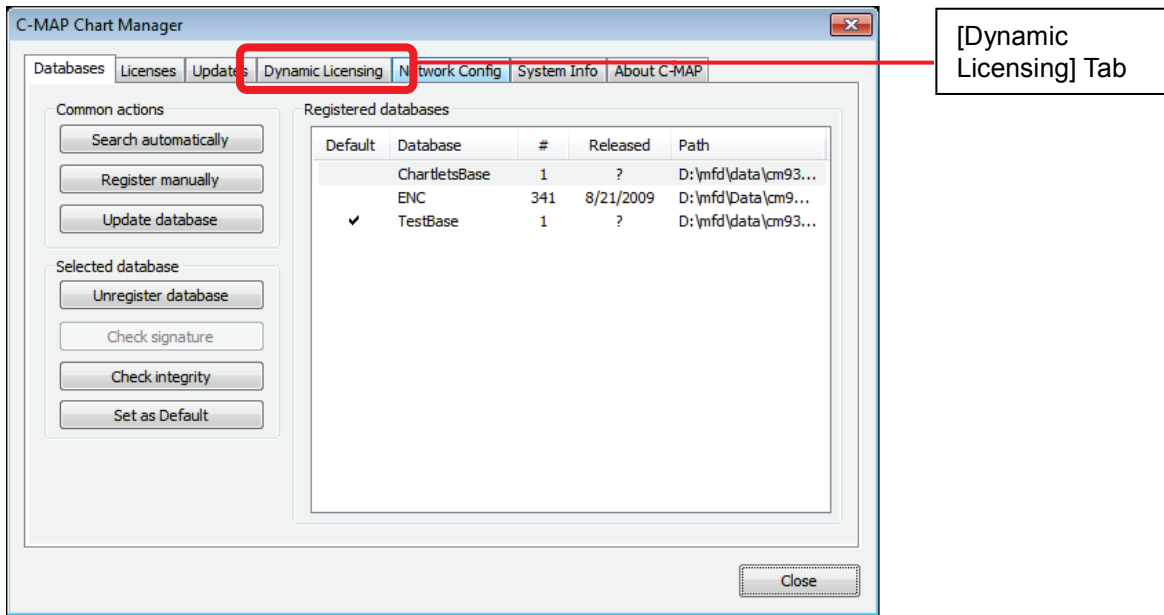 C-MAP Chart Manager
[Dynamic
Licensing] Tab
Databases Licenses Updates Dynamic Licensing Network Config System Info About C-MAP
Common actions
Search automatically
Register manually
Update database
Selected database
Unregister database
Check signature
Check integrity
Set as Default
Registered databases
Default Database # Released Path
ChartletsBase 1 ? D:\mfd\data\cm93...
ENC 341 8/21/2009 D:\mfd\Data\cm9...
✔ TestBase 1 ? D:\mfd\data\cm93...
Close